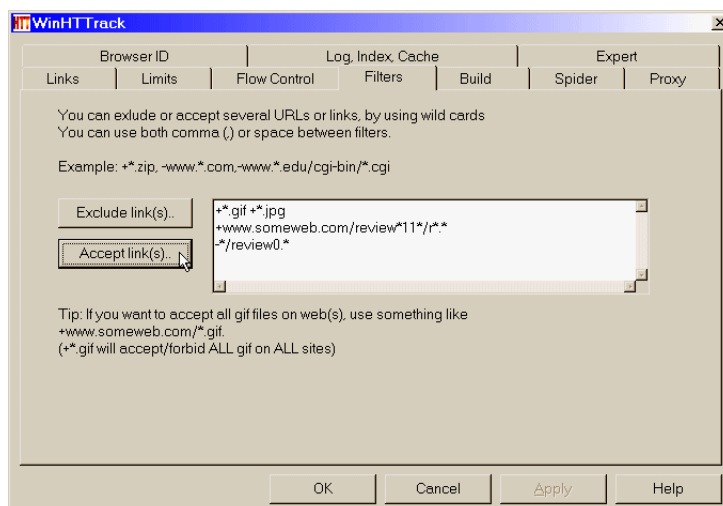 HTT WinHTTrack
Browser ID Log, Index, Cache Expert
Links Limits Flow Control Filters Build Spider Proxy
You can exlude or accept several URLs or links, by using wild cards
You can use both comma (,) or space between filters.
Example: +*.zip, -www.*.com,-www.*.edu/cgi-bin/*.cgi
Exclude link(s)..
Accept link(s)..
+*.gif +*.jpg
+www.someweb.com/review*11*/r*.*
-*/review0.*
Tip: If you want to accept all gif files on web(s), use something like
+www.someweb.com/*.gif.
(+*.gif will accept/forbid ALL gif on ALL sites)
OK Cancel Apply Help